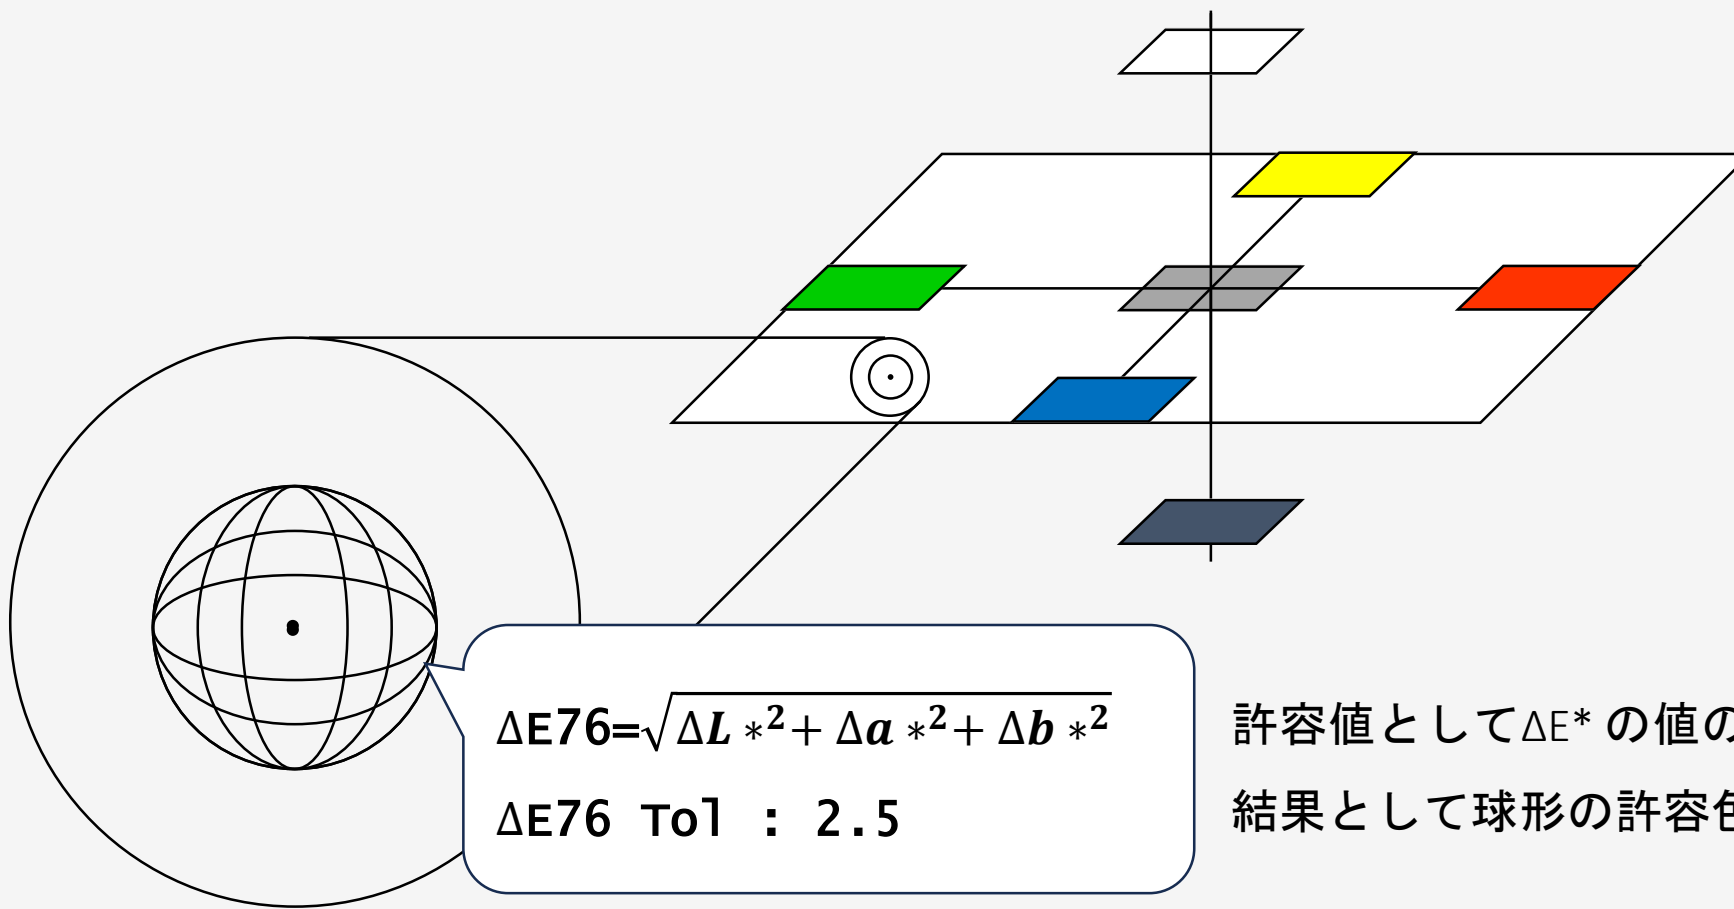 ΔE76=√ΔL*²+Δa*²+Δb*²
ΔE76 Tol : 2.5
許容値としてΔE* の値の
結果として球形の許容色